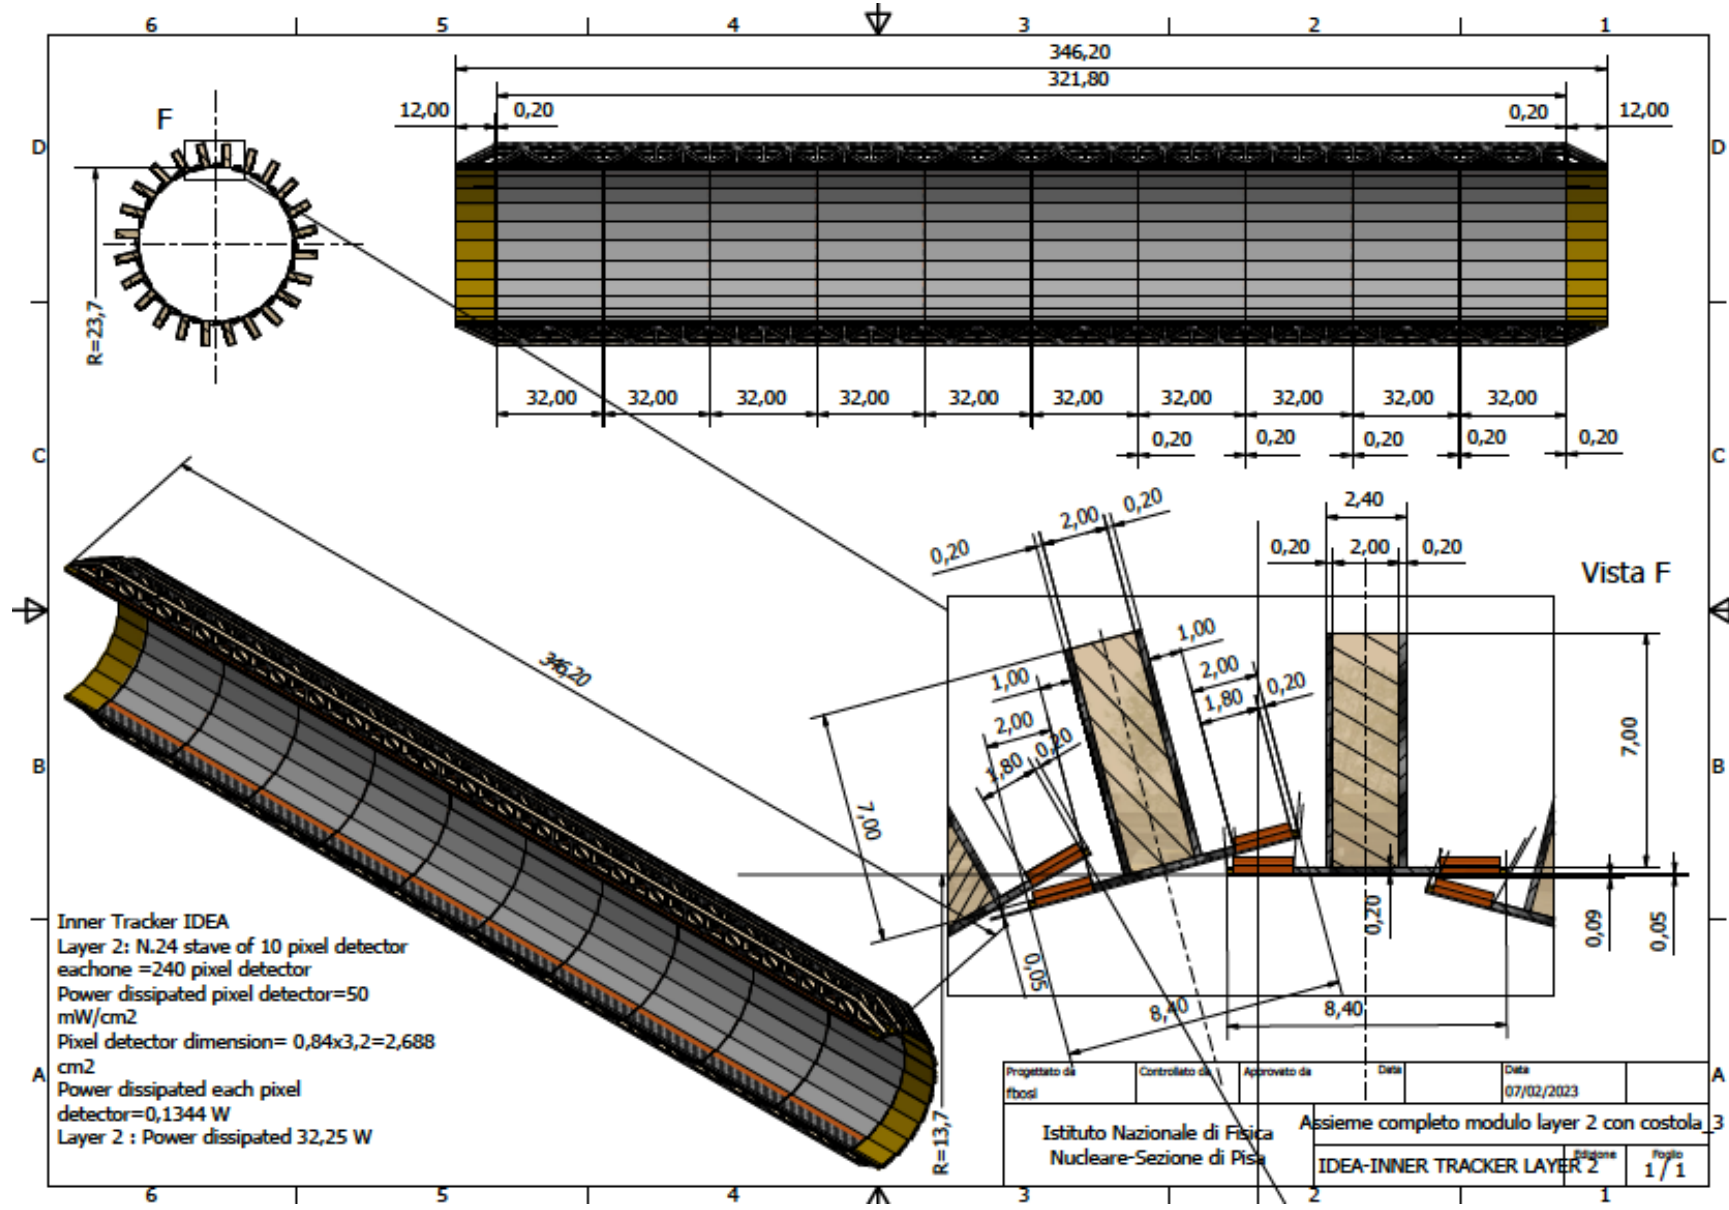 6 5 4 3 2 1
346,20
321,80
12,00 0,20 0,20 12,00
F
D D
R=23,7
32,00 32,00 32,00 32,00 32,00 32,00 32,00 32,00 32,00 32,00
0,20 0,20 0,20 0,20 0,20
C C
346,20
0,20 2,00 0,20
2,40
0,20 2,00 0,20
Vista F
1,00
1,00 2,00
1,80 0,20
2,00
1,80 0,20
7,00
7,00
B B
0,20
0,09
0,05
0,05
8,40
8,40
R=13,7
Inner Tracker IDEA
Layer 2: N.24 stave of 10 pixel detector
eachone =240 pixel detector
Power dissipated pixel detector=50
mW/cm2
Pixel detector dimension= 0,84x3,2=2,688
cm2
Power dissipated each pixel
detector=0,1344 W
Layer 2 : Power dissipated 32,25 W
A A
Progettato da
fbosi
Controllato da
Approvato da
Data
Data
07/02/2023
Istituto Nazionale di Fisica
Nucleare-Sezione di Pisa
Assieme completo modulo layer 2 con costola_3
IDEA-INNER TRACKER LAYER 2
Edizione
Foglio
1 / 1
6 5 4 3 2 1